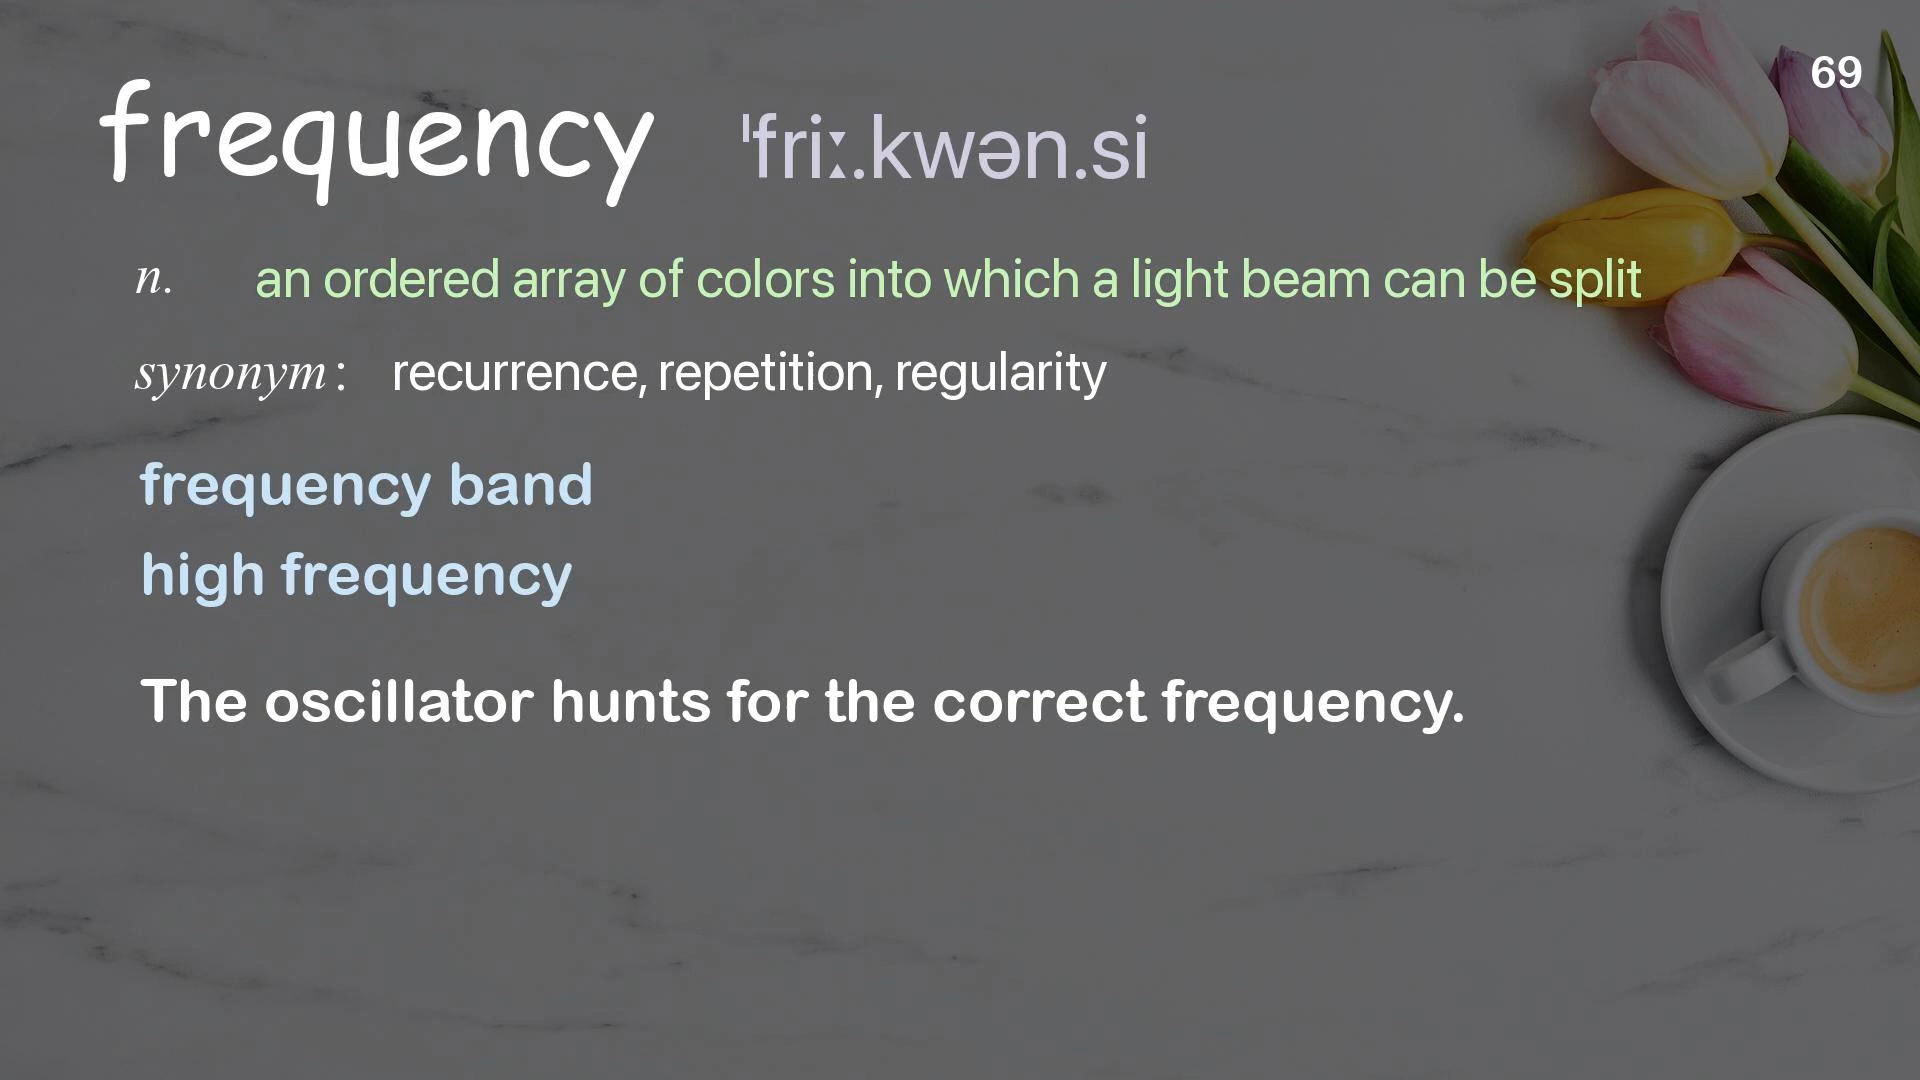 69
frequency ˈfriː.kwən.si
n. an ordered array of colors into which a light beam can be split
synonym : recurrence, repetition, regularity
frequency band
high frequency
The oscillator hunts for the correct frequency.